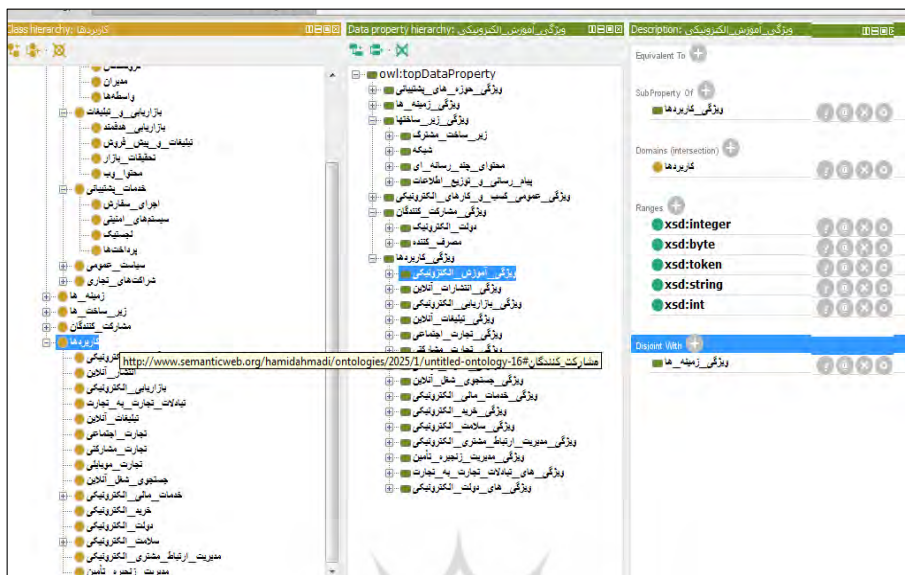 Class hierarchy: کاربردها
مدیران
واسطه‌ها
بازاریابی_و_تبلیغات
بازاریابی_هدفمند
تبلیغات_و_پیش_فروش
تحقیقات_بازار
محتوا_وب
خدمات_پشتیبانی
اجرای_سفارش
سیستمهای_امنیتی
لجستیک
پرداخت‌ها
سیاست_عمومی
شراکت‌های_تجاری
زمینه_ها
زیر_ساخت_ها
مشارکت_کنندگان
کاربردها
انتشار_آنلاین
بازاریابی_الکترونیکی
تبادلات_تجارت_به_تجارت
تبلیغات_آنلاین
تجارت_اجتماعی
تجارت_مشارکتی
تجارت_موبایلی
جستجوی_شغل_آنلاین
خدمات_مالی_الکترونیکی
خرید_الکترونیکی
دولت_الکترونیکی
سلامت_الکترونیکی
مدیریت_ارتباط_مشتری_الکترونیکی
مدیریت_زنجیره_تأمین
http://www.semanticweb.org/hamidahmadi/ontologies/2025/1/untitled-ontology-16#مشارکت_کنندگان
Data property hierarchy: ویژگی_آموزش_الکترونیکی
owl:topDataProperty
ویژگی_حوزه_های_پشتیبانی
ویژگی_زمینه_ها
ویژگی_زیر_ساختها
زیر_ساخت_مشترک
شبکه
محتوای_چند_رسانه_ای
پیام_رسانی_و_توزیع_اطلاعات
ویژگی_عمومی_کسب_و_کارهای_الکترونیکی
ویژگی_مشارکت_کنندگان
دولت_الکترونیک
مصرف_کننده
ویژگی_کاربردها
ویژگی_آموزش_الکترونیکی
ویژگی_انتشارات_آنلاین
ویژگی_بازاریابی_الکترونیکی
ویژگی_تبلیغات_آنلاین
ویژگی_تجارت_اجتماعی
ویژگی_تجارت_مشارکتی
ویژگی_جستجوی_شغل_آنلاین
ویژگی_خدمات_مالی_الکترونیکی
ویژگی_خرید_الکترونیکی
ویژگی_سلامت_الکترونیکی
ویژگی_مدیریت_ارتباط_مشتری_الکترونیکی
ویژگی_مدیریت_زنجیره_تأمین
ویژگی_های_تبادلات_تجارت_به_تجارت
ویژگی_های_دولت_الکترونیکی
Description: ویژگی_آموزش_الکترونیکی
Equivalent To
SubProperty Of
ویژگی_کاربردها
Domains (intersection)
کاربردها
Ranges
xsd:integer
xsd:byte
xsd:token
xsd:string
xsd:int
Disjoint With
ویژگی_زمینه_ها